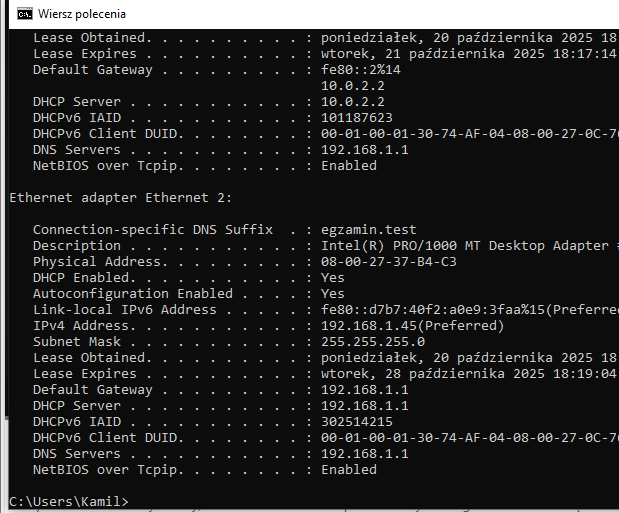 Wiersz polecenia
Lease Obtained. . . . . . . . . . : poniedziałek, 20 października 2025 18
Lease Expires . . . . . . . . . . : wtorek, 21 października 2025 18:17:14
Default Gateway . . . . . . . . . : fe80::2%14
10.0.2.2
DHCP Server . . . . . . . . . . . : 10.0.2.2
DHCPv6 IAID . . . . . . . . . . . : 101187623
DHCPv6 Client DUID. . . . . . . . : 00-01-00-01-30-74-AF-04-08-00-27-0C-7
DNS Servers . . . . . . . . . . . : 192.168.1.1
NetBIOS over Tcpip. . . . . . . . : Enabled
Ethernet adapter Ethernet 2:
Connection-specific DNS Suffix  . : egzamin.test
Description . . . . . . . . . . . : Intel(R) PRO/1000 MT Desktop Adapter
Physical Address. . . . . . . . . : 08-00-27-37-B4-C3
DHCP Enabled. . . . . . . . . . . : Yes
Autoconfiguration Enabled . . . . : Yes
Link-local IPv6 Address . . . . . : fe80::d7b7:40f2:a0e9:3faa%15(Preferre
IPv4 Address. . . . . . . . . . . : 192.168.1.45(Preferred)
Subnet Mask . . . . . . . . . . . : 255.255.255.0
Lease Obtained. . . . . . . . . . : poniedziałek, 20 października 2025 18
Lease Expires . . . . . . . . . . : wtorek, 28 października 2025 18:19:04
Default Gateway . . . . . . . . . : 192.168.1.1
DHCP Server . . . . . . . . . . . : 192.168.1.1
DHCPv6 IAID . . . . . . . . . . . : 302514215
DHCPv6 Client DUID. . . . . . . . : 00-01-00-01-30-74-AF-04-08-00-27-0C-7
DNS Servers . . . . . . . . . . . : 192.168.1.1
NetBIOS over Tcpip. . . . . . . . : Enabled
C:\Users\Kamil>